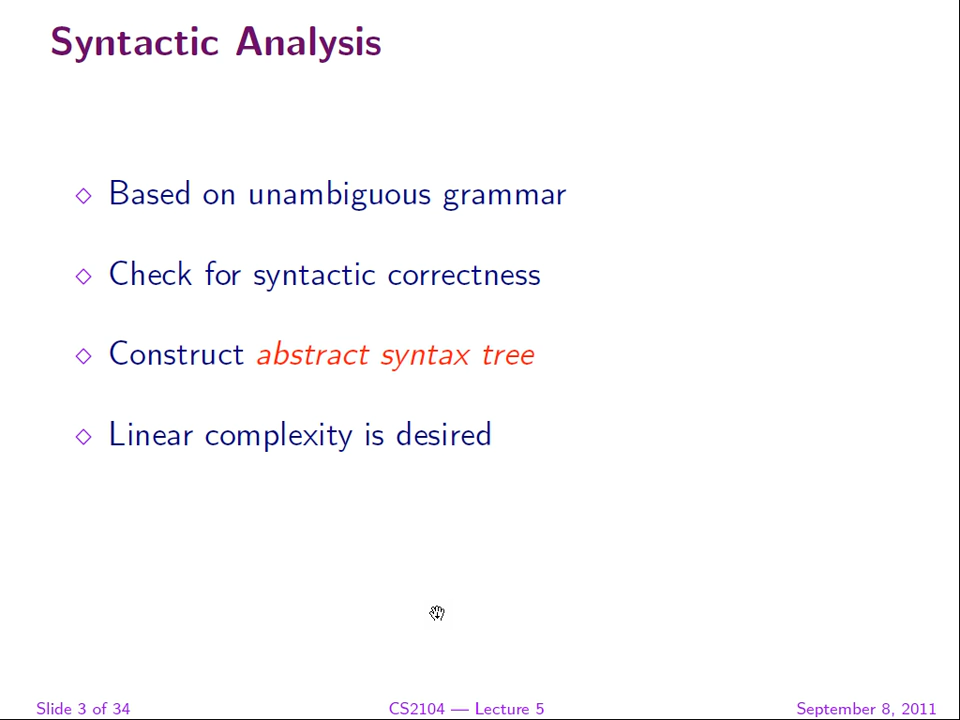 Syntactic Analysis
◇ Based on unambiguous grammar
◇ Check for syntactic correctness
◇ Construct abstract syntax tree
◇ Linear complexity is desired
Slide 3 of 34 CS2104 — Lecture 5 September 8, 2011